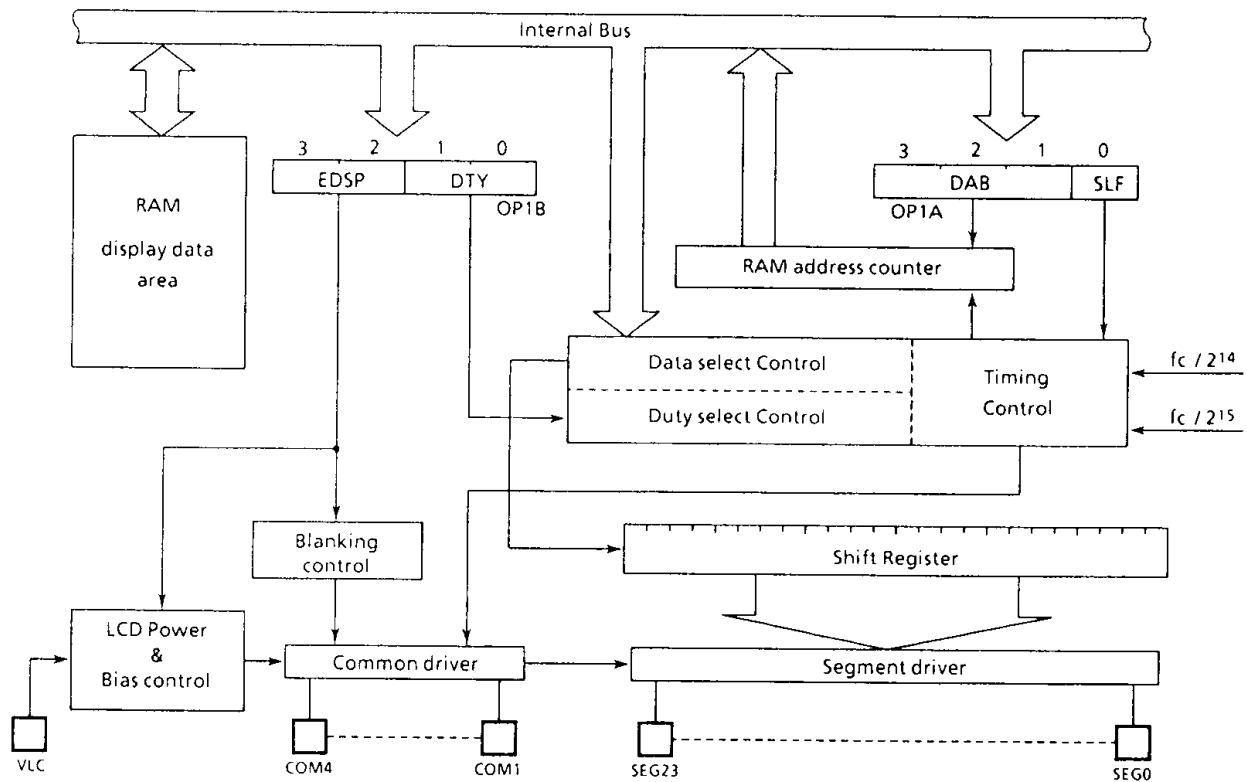 Internal Bus
3 2 1 0
EDSP DTY
OP1B
3 2 1 0
DAB SLF
OP1A
RAM
display data
area
RAM address counter
Data select Control
Duty select Control
Timing
Control
fc / 2¹⁴
fc / 2¹⁵
Blanking
control
Shift Register
LCD Power
&
Bias control
Common driver
Segment driver
VLC
COM4
COM1
SEG23
SEG0